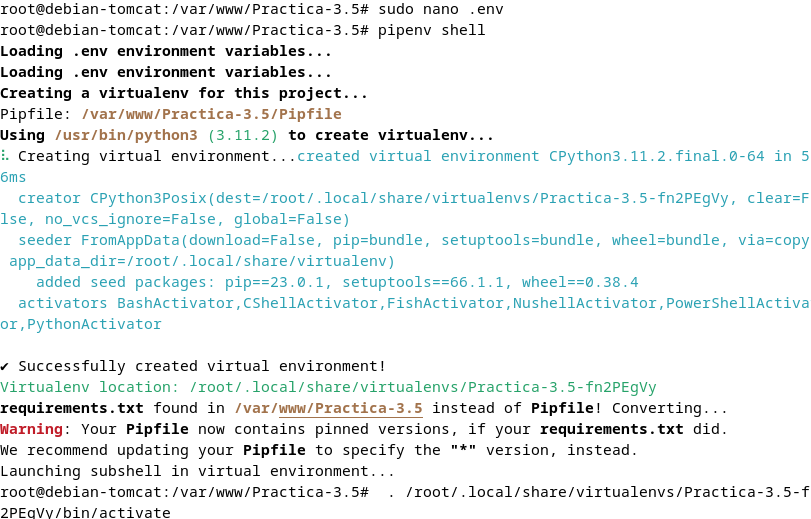 root@debian-tomcat:/var/www/Practica-3.5# sudo nano .env
root@debian-tomcat:/var/www/Practica-3.5# pipenv shell
Loading .env environment variables...
Loading .env environment variables...
Creating a virtualenv for this project...
Pipfile: /var/www/Practica-3.5/Pipfile
Using /usr/bin/python3 (3.11.2) to create virtualenv...
⠧ Creating virtual environment...created virtual environment CPython3.11.2.final.0-64 in 5
6ms
  creator CPython3Posix(dest=/root/.local/share/virtualenvs/Practica-3.5-fn2PEgVy, clear=F
lse, no_vcs_ignore=False, global=False)
  seeder FromAppData(download=False, pip=bundle, setuptools=bundle, wheel=bundle, via=copy
 app_data_dir=/root/.local/share/virtualenv)
    added seed packages: pip==23.0.1, setuptools==66.1.1, wheel==0.38.4
  activators BashActivator,CShellActivator,FishActivator,NushellActivator,PowerShellActiva
or,PythonActivator
✔ Successfully created virtual environment!
Virtualenv location: /root/.local/share/virtualenvs/Practica-3.5-fn2PEgVy
requirements.txt found in /var/www/Practica-3.5 instead of Pipfile! Converting...
Warning: Your Pipfile now contains pinned versions, if your requirements.txt did.
We recommend updating your Pipfile to specify the "*" version, instead.
Launching subshell in virtual environment...
root@debian-tomcat:/var/www/Practica-3.5#  . /root/.local/share/virtualenvs/Practica-3.5-f
2PEgVy/bin/activate